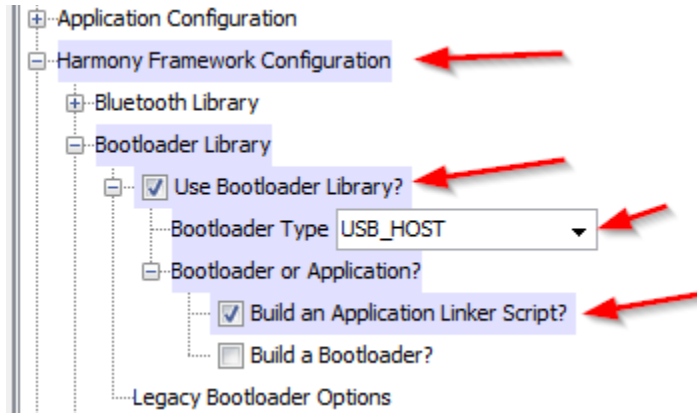 Application Configuration
Harmony Framework Configuration
Bluetooth Library
Bootloader Library
Use Bootloader Library?
Bootloader Type USB_HOST
Bootloader or Application?
Build an Application Linker Script?
Build a Bootloader?
Legacy Bootloader Options